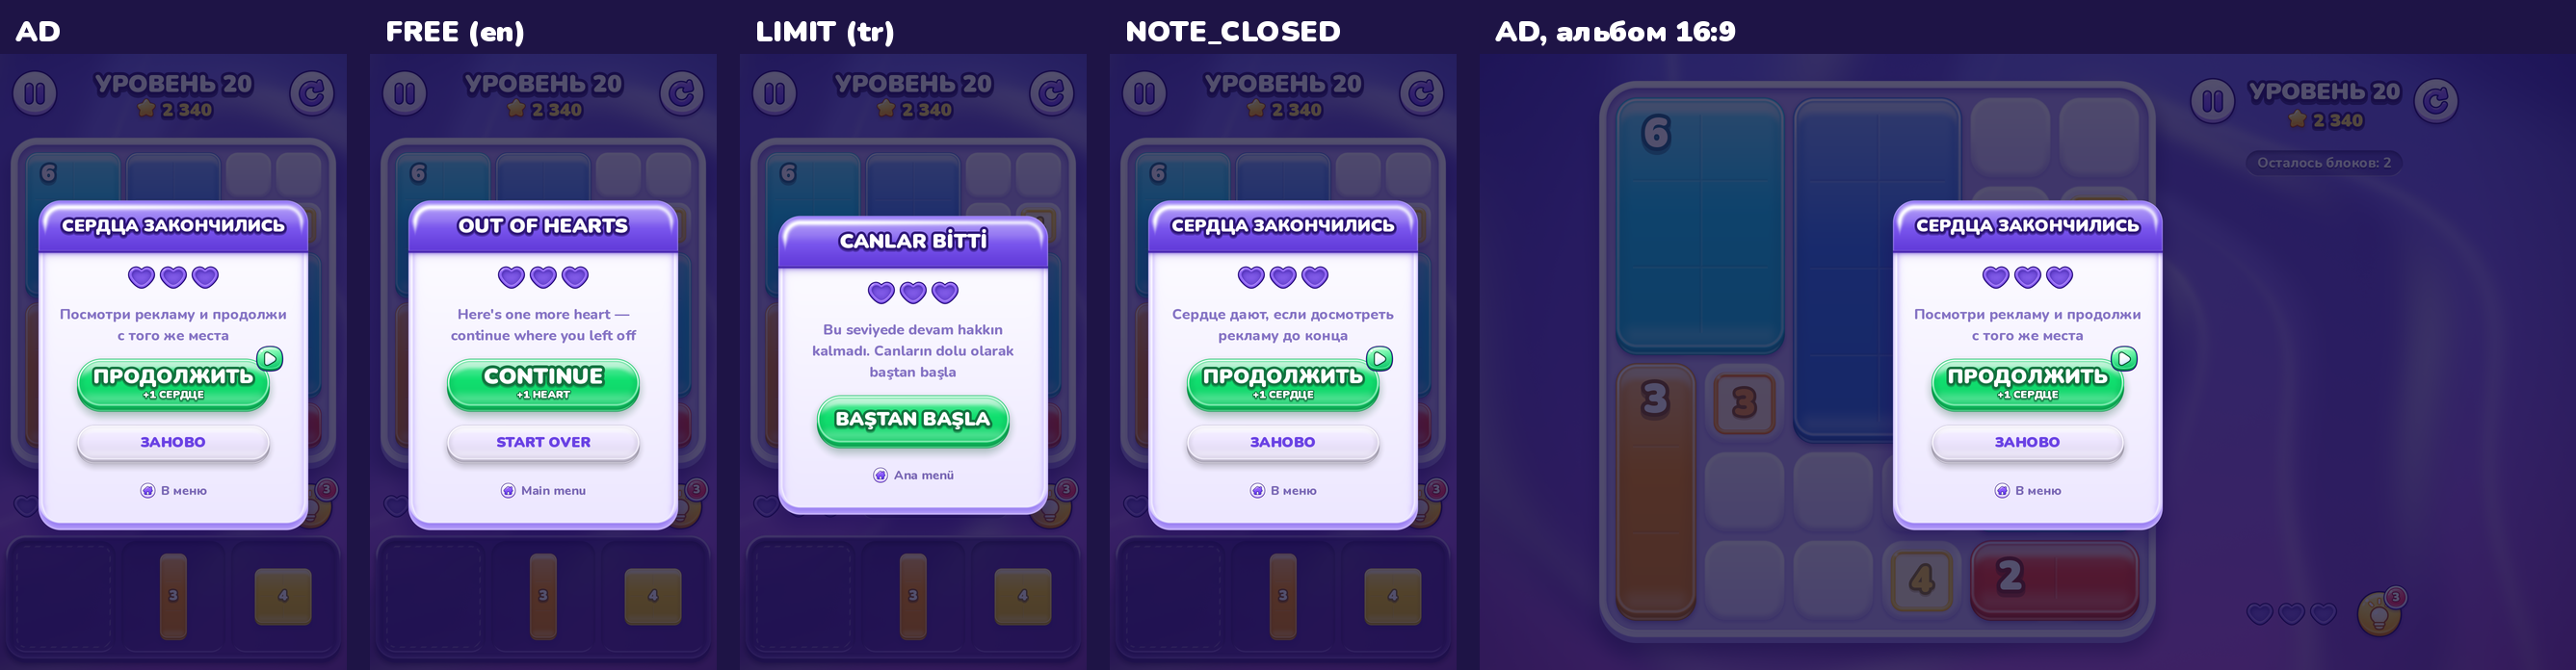 AD
УРОВЕНЬ 20
2 340
6
СЕРДЦА ЗАКОНЧИЛИСЬ
Посмотри рекламу и продолжи
с того же места
ПРОДОЛЖИТЬ
+1 СЕРДЦЕ
ЗАНОВО
В меню
3
3
4
FREE (en)
УРОВЕНЬ 20
2 340
6
OUT OF HEARTS
Here's one more heart —
continue where you left off
CONTINUE
+1 HEART
START OVER
Main menu
3
3
4
LIMIT (tr)
УРОВЕНЬ 20
2 340
6
CANLAR BİTTİ
Bu seviyede devam hakkın
kalmadı. Canların dolu olarak
baştan başla
BAŞTAN BAŞLA
Ana menü
3
3
4
NOTE_CLOSED
УРОВЕНЬ 20
2 340
6
СЕРДЦА ЗАКОНЧИЛИСЬ
Сердце дают, если досмотреть
рекламу до конца
ПРОДОЛЖИТЬ
+1 СЕРДЦЕ
ЗАНОВО
В меню
3
3
4
AD, альбом 16:9
6
УРОВЕНЬ 20
2 340
Осталось блоков: 2
СЕРДЦА ЗАКОНЧИЛИСЬ
Посмотри рекламу и продолжи
с того же места
ПРОДОЛЖИТЬ
+1 СЕРДЦЕ
ЗАНОВО
В меню
3
3
4
2
3